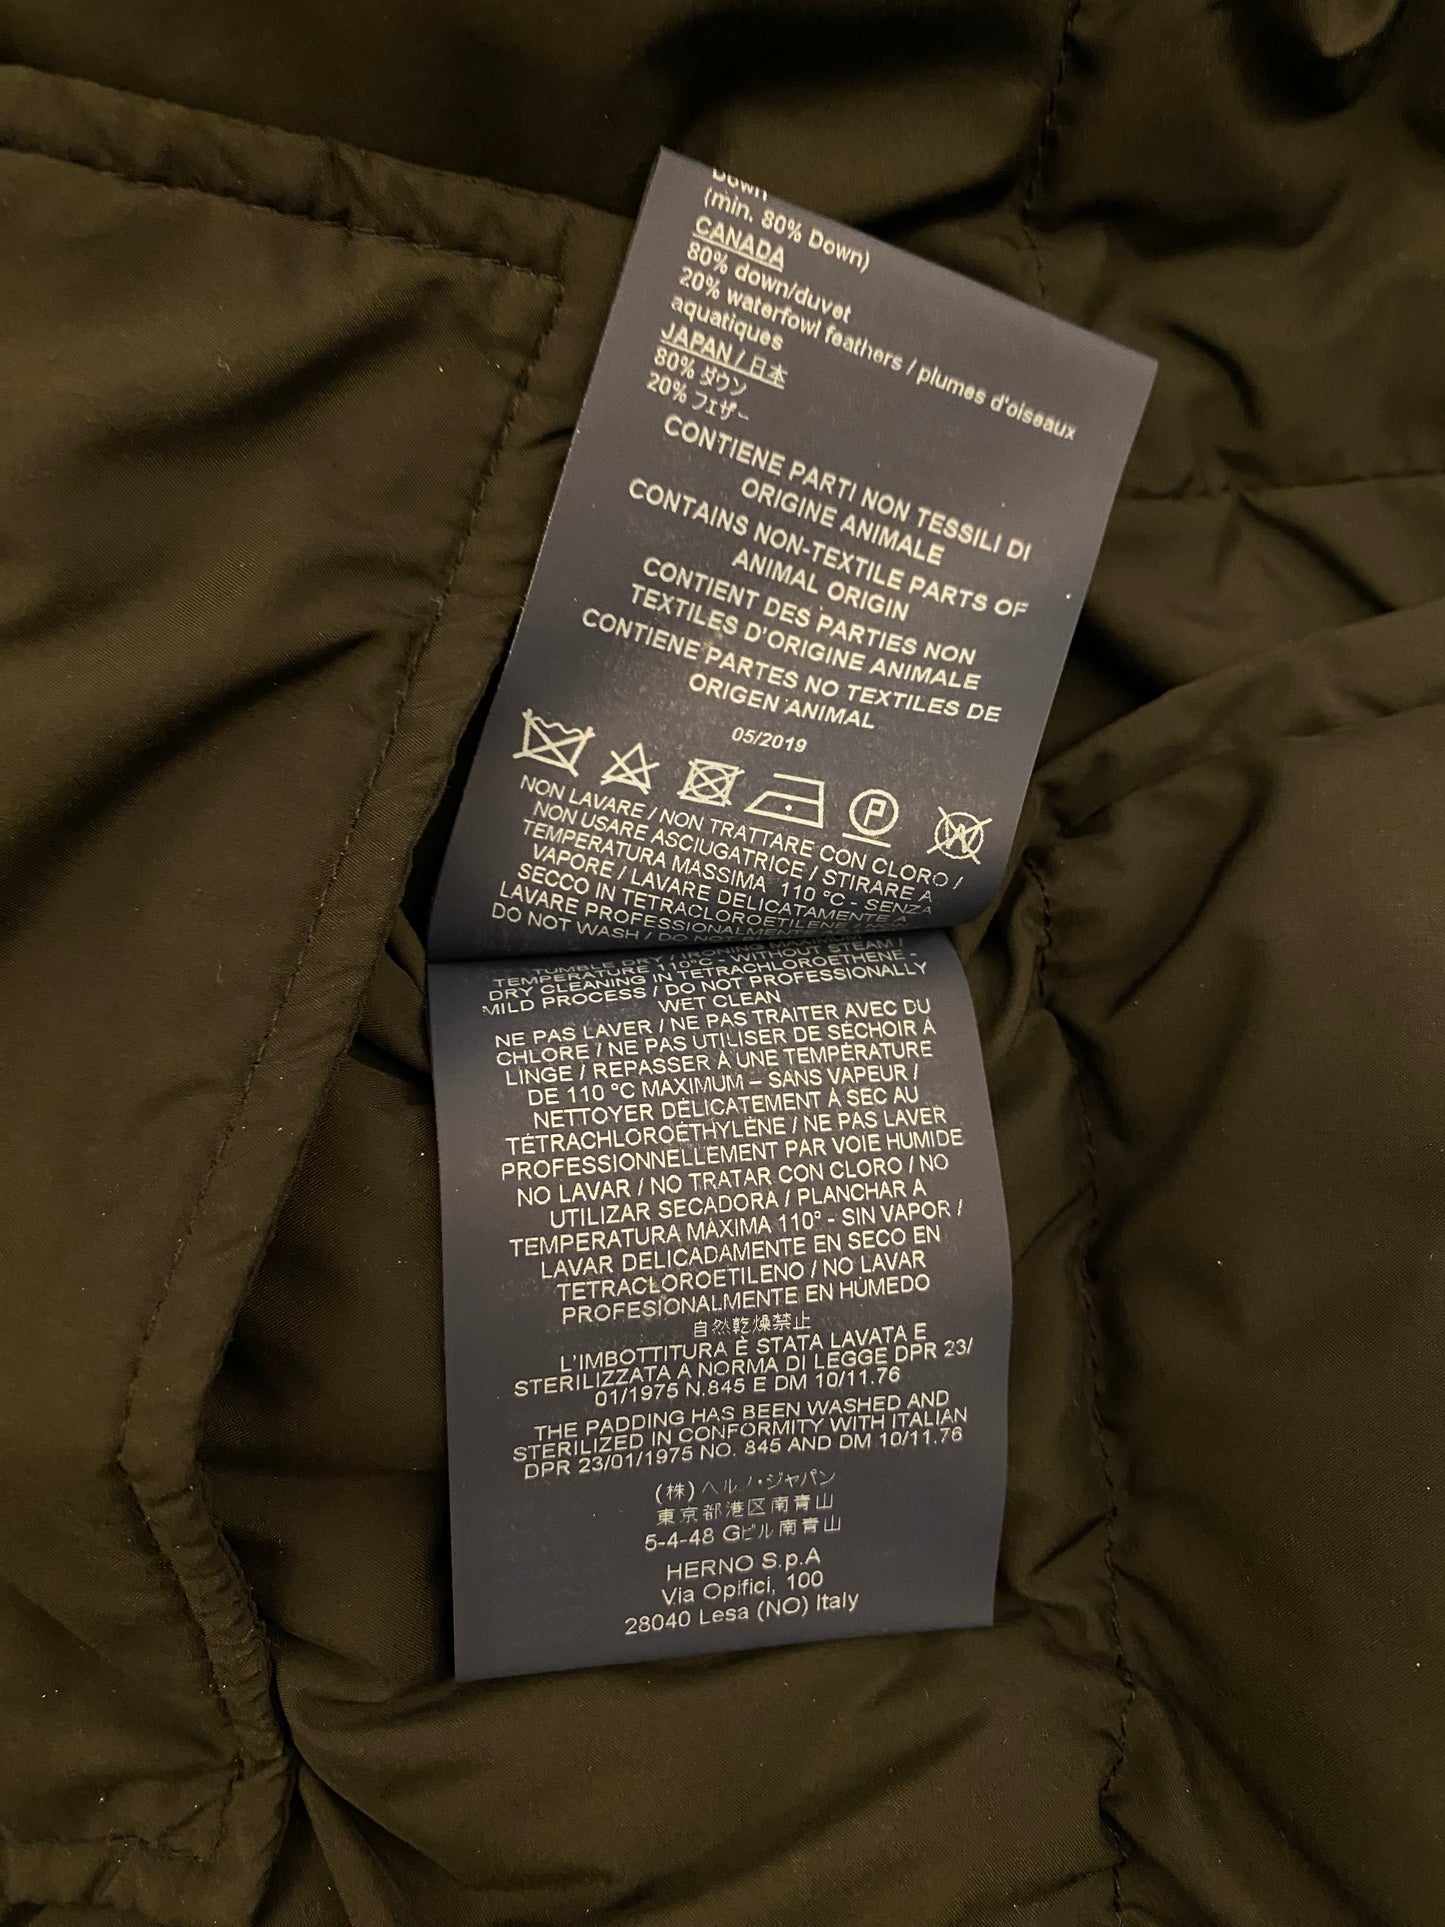 Down
(min. 80% Down)
CANADA
80% down/duvet
20% waterfowl feathers / plumes d'oiseaux
aquatiques
JAPAN / 日本
80% ダウン
20% フェザー
CONTIENE PARTI NON TESSILI DI
ORIGINE ANIMALE
CONTAINS NON-TEXTILE PARTS OF
ANIMAL ORIGIN
CONTIENT DES PARTIES NON
TEXTILES D'ORIGINE ANIMALE
CONTIENE PARTES NO TEXTILES DE
ORIGEN ANIMAL
05/2019
P
W
NON LAVARE / NON TRATTARE CON CLORO /
NON USARE ASCIUGATRICE / STIRARE A
TEMPERATURA MASSIMA 110 °C - SENZA
VAPORE / LAVARE DELICATAMENTE A
SECCO IN TETRACLOROETILENE /
LAVARE PROFESSIONALMENTE
DO NOT WASH / DO NOT
TUMBLE DRY / IRONING MAXIMUM
TEMPERATURE 110°C - WITHOUT STEAM /
DRY CLEANING IN TETRACHLOROETHENE -
MILD PROCESS / DO NOT PROFESSIONALLY
WET CLEAN
NE PAS LAVER / NE PAS TRAITER AVEC DU
CHLORE / NE PAS UTILISER DE SÉCHOIR À
LINGE / REPASSER À UNE TEMPÉRATURE
DE 110 °C MAXIMUM – SANS VAPEUR /
NETTOYER DÉLICATEMENT À SEC AU
TÉTRACHLOROÉTHYLÈNE / NE PAS LAVER
PROFESSIONNELLEMENT PAR VOIE HUMIDE
NO LAVAR / NO TRATAR CON CLORO / NO
UTILIZAR SECADORA / PLANCHAR A
TEMPERATURA MÁXIMA 110° - SIN VAPOR /
LAVAR DELICADAMENTE EN SECO EN
TETRACLOROETILENO / NO LAVAR
PROFESIONALMENTE EN HÚMEDO
自然乾燥禁止
L'IMBOTTITURA È STATA LAVATA E
STERILIZZATA A NORMA DI LEGGE DPR 23/
01/1975 N.845 E DM 10/11.76
THE PADDING HAS BEEN WASHED AND
STERILIZED IN CONFORMITY WITH ITALIAN
DPR 23/01/1975 NO. 845 AND DM 10/11.76
(株) ヘルノ・ジャパン
東京都港区南青山
5-4-48 Gビル南青山
HERNO S.p.A
Via Opifici, 100
28040 Lesa (NO) Italy